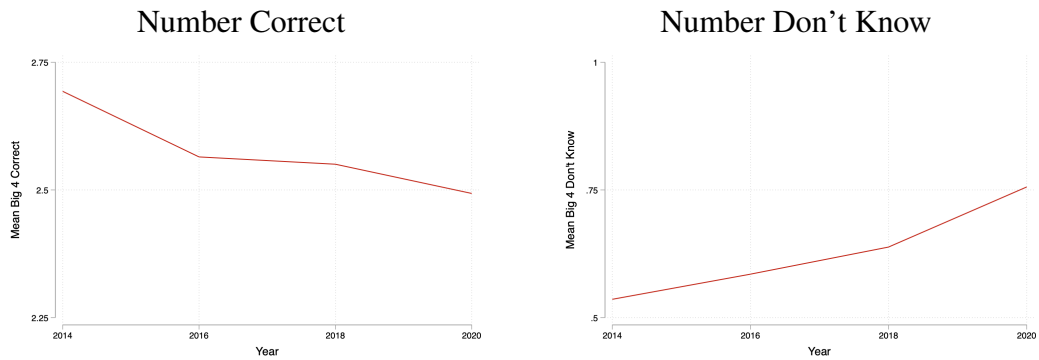 Number Correct
2.75
2.5
2.25
Mean Big 4 Correct
2014 2016 2018 2020
Year
Number Don’t Know
1
.75
.5
Mean Big 4 Don't Know
2014 2016 2018 2020
Year